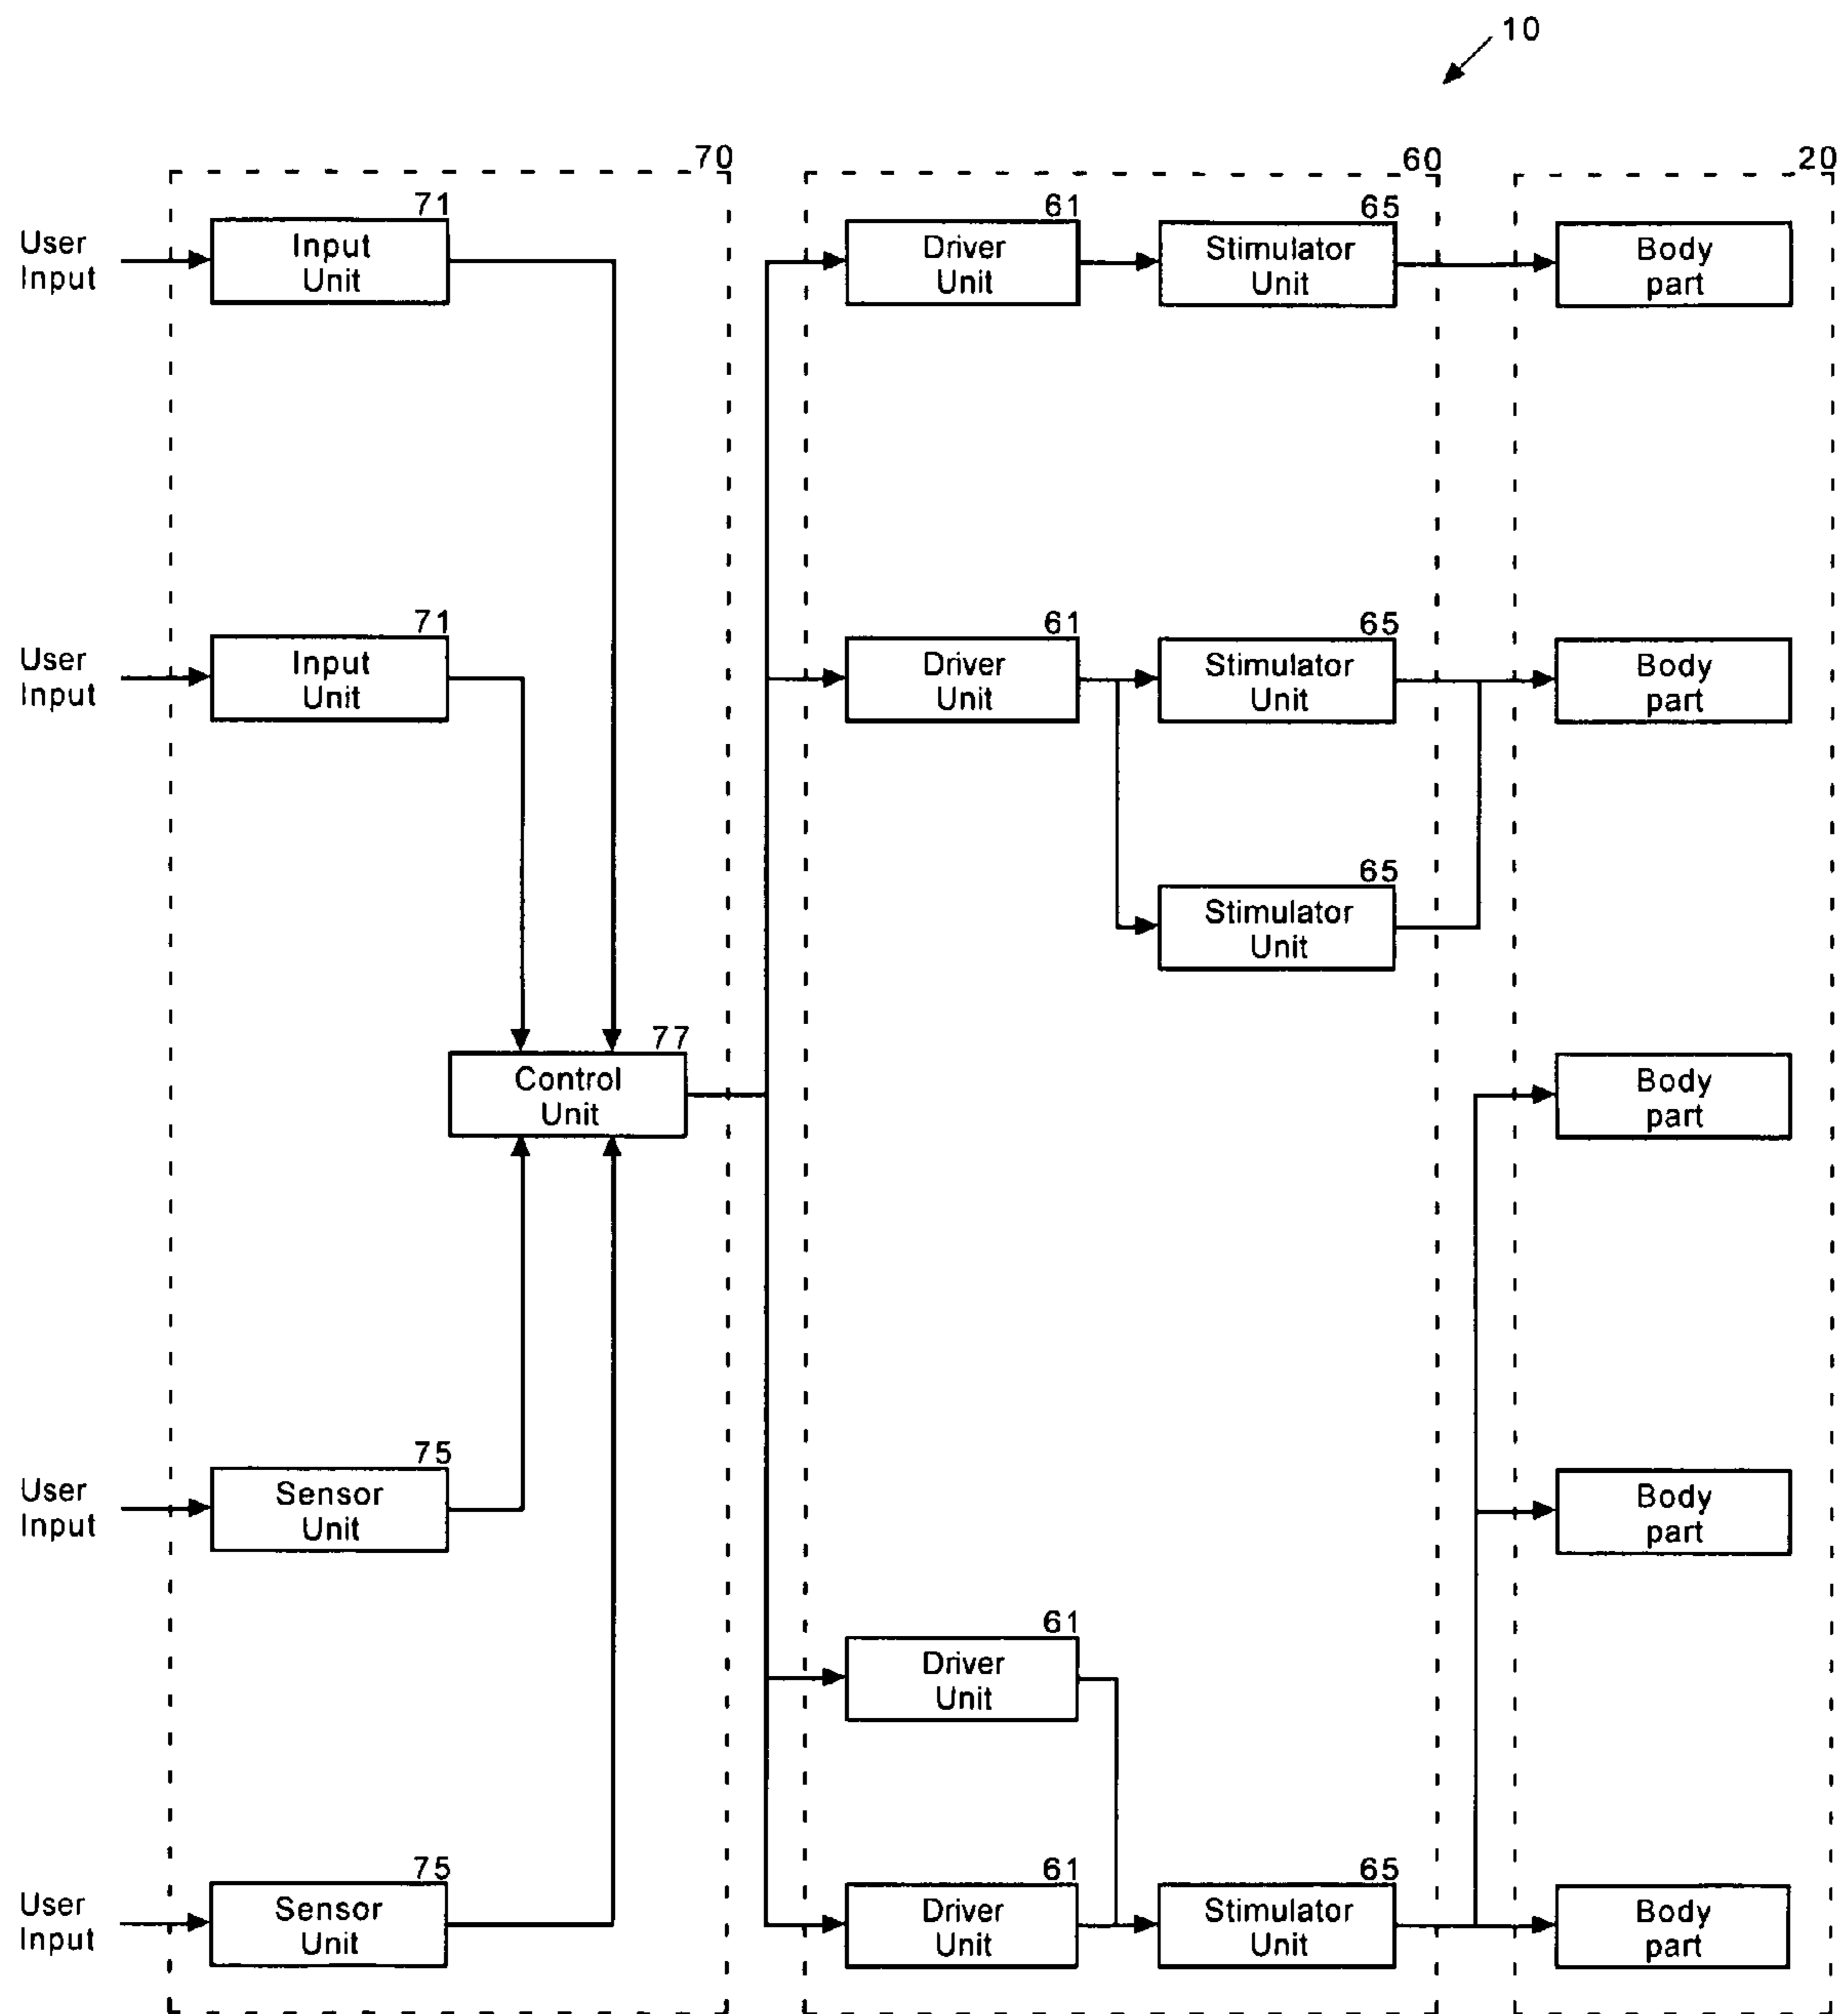 10
70
60
20
71
61
65
User
Input
Input
Unit
Driver
Unit
Stimulator
Unit
Body
part
71
61
65
User
Input
Input
Unit
Driver
Unit
Stimulator
Unit
Body
part
65
Stimulator
Unit
77
Control
Unit
Body
part
75
User
Input
Sensor
Unit
Body
part
61
Driver
Unit
75
61
65
User
Input
Sensor
Unit
Driver
Unit
Stimulator
Unit
Body
part